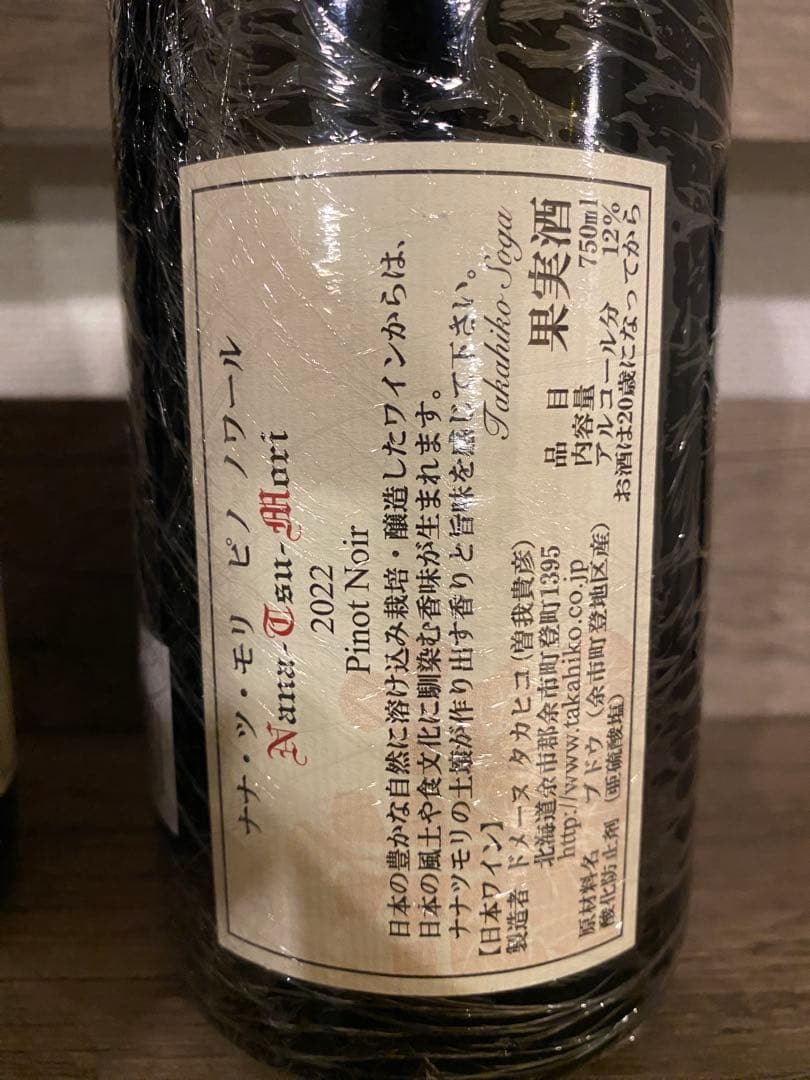 ナナ・ツ・モリ ピノ ノワール
Nana-Tsu-Mori
2022
Pinot Noir
日本の豊かな自然に溶け込み栽培・醸造したワインからは、
日本の風土や食文化に馴染む香味が生まれます。
ナナツモリの土壌が作り出す香りと旨味を感じて下さい。
Takahiko Soga
【日本ワイン】
製造者 ドメーヌ タカヒコ(曽我貴彦)
北海道余市郡余市町登町1395
http://www.takahiko.co.jp
原材料名 ブドウ(余市町登地区産)
酸化防止剤(亜硫酸塩)
品目 果実酒
内容量 750ml
アルコール分 12%
お酒は20歳になってから